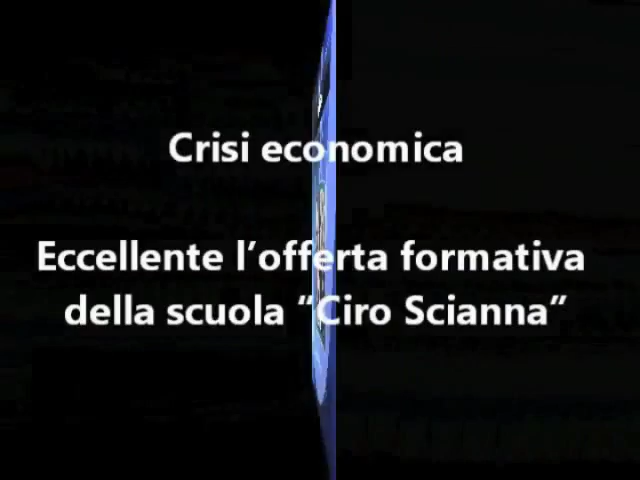 Crisi economica
Eccellente l’offerta formativa
della scuola “Ciro Scianna”